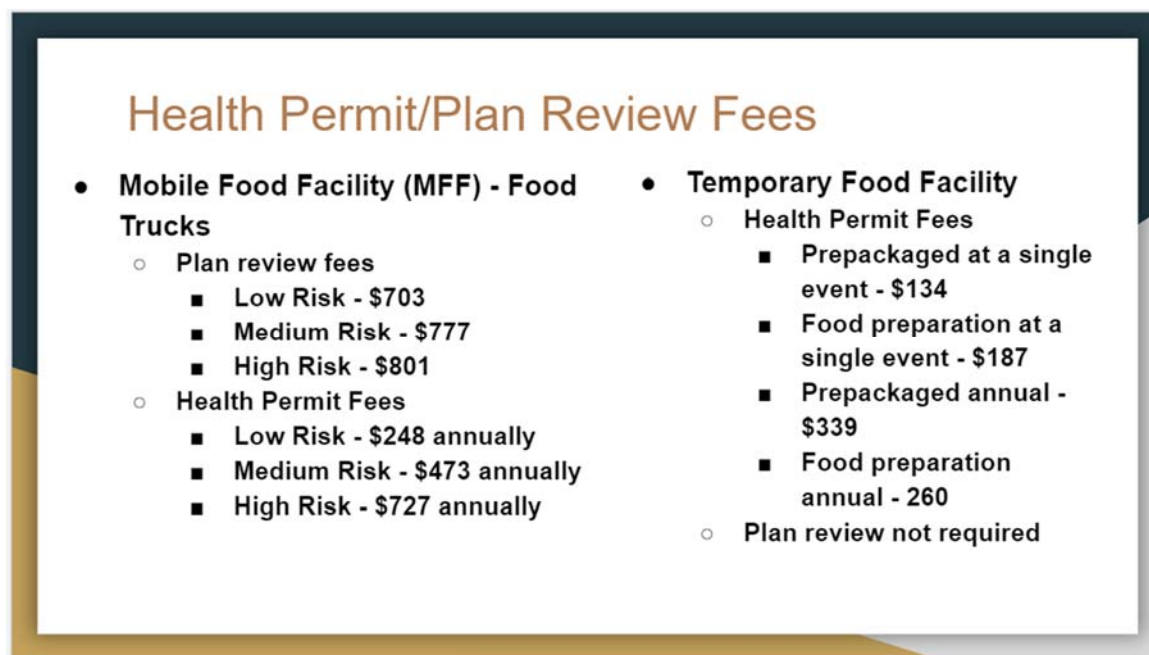 Health Permit/Plan Review Fees
● Mobile Food Facility (MFF) - Food
Trucks
○ Plan review fees
■ Low Risk - $703
■ Medium Risk - $777
■ High Risk - $801
○ Health Permit Fees
■ Low Risk - $248 annually
■ Medium Risk - $473 annually
■ High Risk - $727 annually
● Temporary Food Facility
○ Health Permit Fees
■ Prepackaged at a single
event - $134
■ Food preparation at a
single event - $187
■ Prepackaged annual -
$339
■ Food preparation
annual - 260
○ Plan review not required